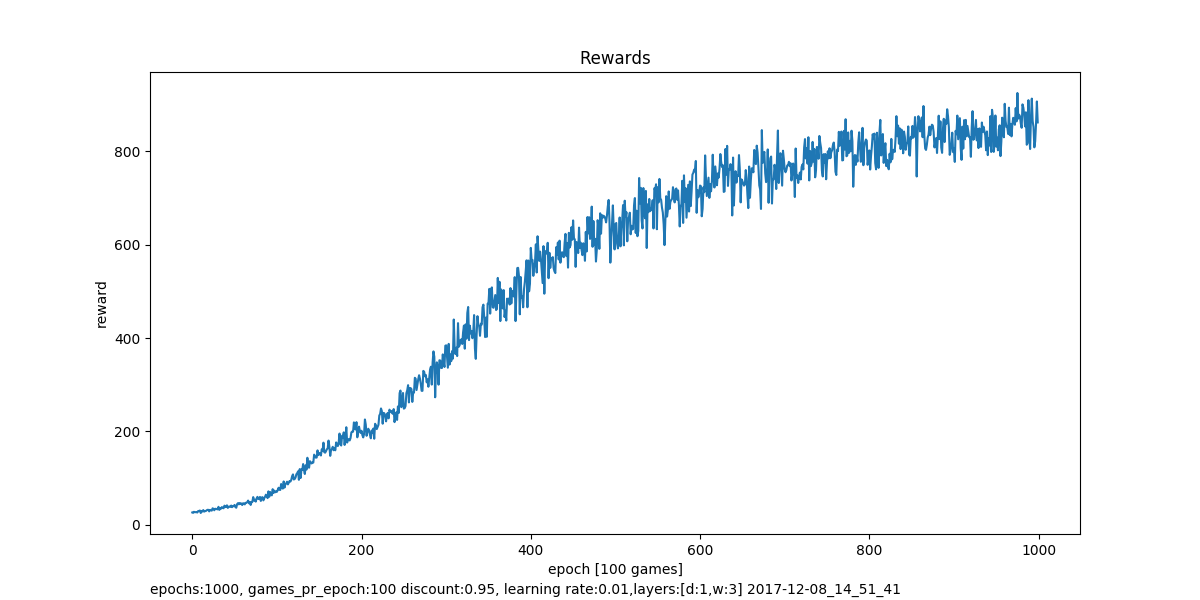 Rewards
800
600
400
200
0
reward
0 200 400 600 800 1000
epoch [100 games]
epochs:1000, games_pr_epoch:100 discount:0.95, learning rate:0.01,layers:[d:1,w:3] 2017-12-08_14_51_41